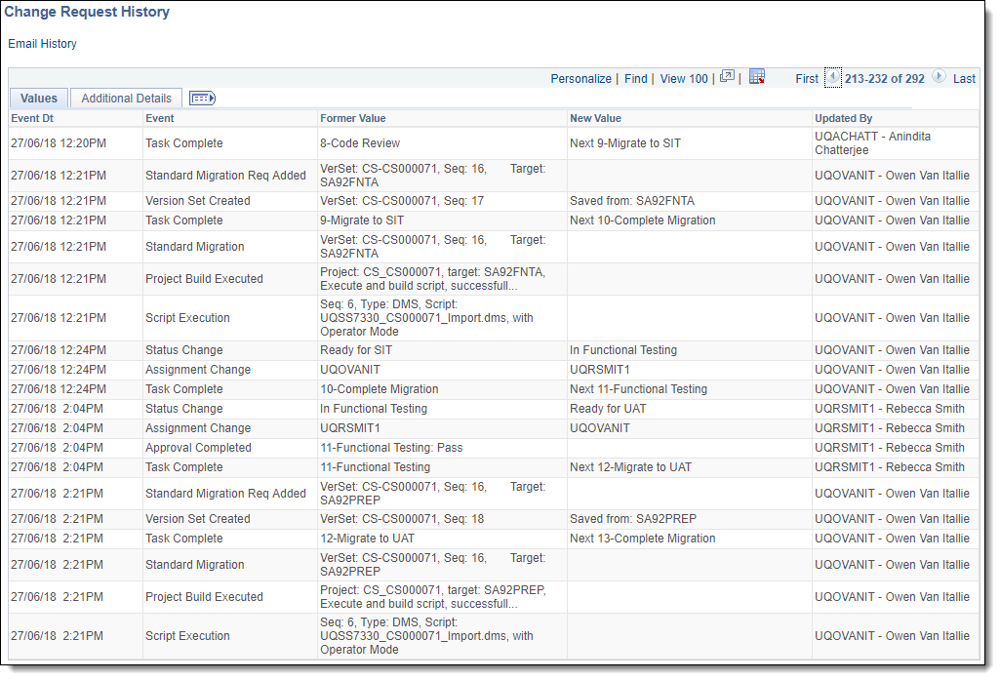 Change Request History
Email History
Personalize | Find | View 100 | | First 213-232 of 292 Last
Values Additional Details
Event Dt Event Former Value New Value Updated By
27/06/18 12:20PM Task Complete 8-Code Review Next 9-Migrate to SIT UQACHATT - Anindita
Chatterjee
27/06/18 12:21PM Standard Migration Req Added VerSet: CS-CS000071, Seq: 16, Target:
SA92FNTA UQOVANIT - Owen Van Itallie
27/06/18 12:21PM Version Set Created VerSet: CS-CS000071, Seq: 17 Saved from: SA92FNTA UQOVANIT - Owen Van Itallie
27/06/18 12:21PM Task Complete 9-Migrate to SIT Next 10-Complete Migration UQOVANIT - Owen Van Itallie
27/06/18 12:21PM Standard Migration VerSet: CS-CS000071, Seq: 16, Target:
SA92FNTA UQOVANIT - Owen Van Itallie
27/06/18 12:21PM Project Build Executed Project: CS_CS000071, target: SA92FNTA,
Execute and build script, successfull... UQOVANIT - Owen Van Itallie
27/06/18 12:21PM Script Execution Seq: 6, Type: DMS, Script:
UQSS7330_CS000071_Import.dms, with
Operator Mode UQOVANIT - Owen Van Itallie
27/06/18 12:24PM Status Change Ready for SIT In Functional Testing UQOVANIT - Owen Van Itallie
27/06/18 12:24PM Assignment Change UQOVANIT UQRSMIT1 UQOVANIT - Owen Van Itallie
27/06/18 12:24PM Task Complete 10-Complete Migration Next 11-Functional Testing UQOVANIT - Owen Van Itallie
27/06/18 2:04PM Status Change In Functional Testing Ready for UAT UQRSMIT1 - Rebecca Smith
27/06/18 2:04PM Assignment Change UQRSMIT1 UQOVANIT UQRSMIT1 - Rebecca Smith
27/06/18 2:04PM Approval Completed 11-Functional Testing: Pass UQRSMIT1 - Rebecca Smith
27/06/18 2:04PM Task Complete 11-Functional Testing Next 12-Migrate to UAT UQRSMIT1 - Rebecca Smith
27/06/18 2:21PM Standard Migration Req Added VerSet: CS-CS000071, Seq: 16, Target:
SA92PREP UQOVANIT - Owen Van Itallie
27/06/18 2:21PM Version Set Created VerSet: CS-CS000071, Seq: 18 Saved from: SA92PREP UQOVANIT - Owen Van Itallie
27/06/18 2:21PM Task Complete 12-Migrate to UAT Next 13-Complete Migration UQOVANIT - Owen Van Itallie
27/06/18 2:21PM Standard Migration VerSet: CS-CS000071, Seq: 16, Target:
SA92PREP UQOVANIT - Owen Van Itallie
27/06/18 2:21PM Project Build Executed Project: CS_CS000071, target: SA92PREP,
Execute and build script, successfull... UQOVANIT - Owen Van Itallie
27/06/18 2:21PM Script Execution Seq: 6, Type: DMS, Script:
UQSS7330_CS000071_Import.dms, with
Operator Mode UQOVANIT - Owen Van Itallie